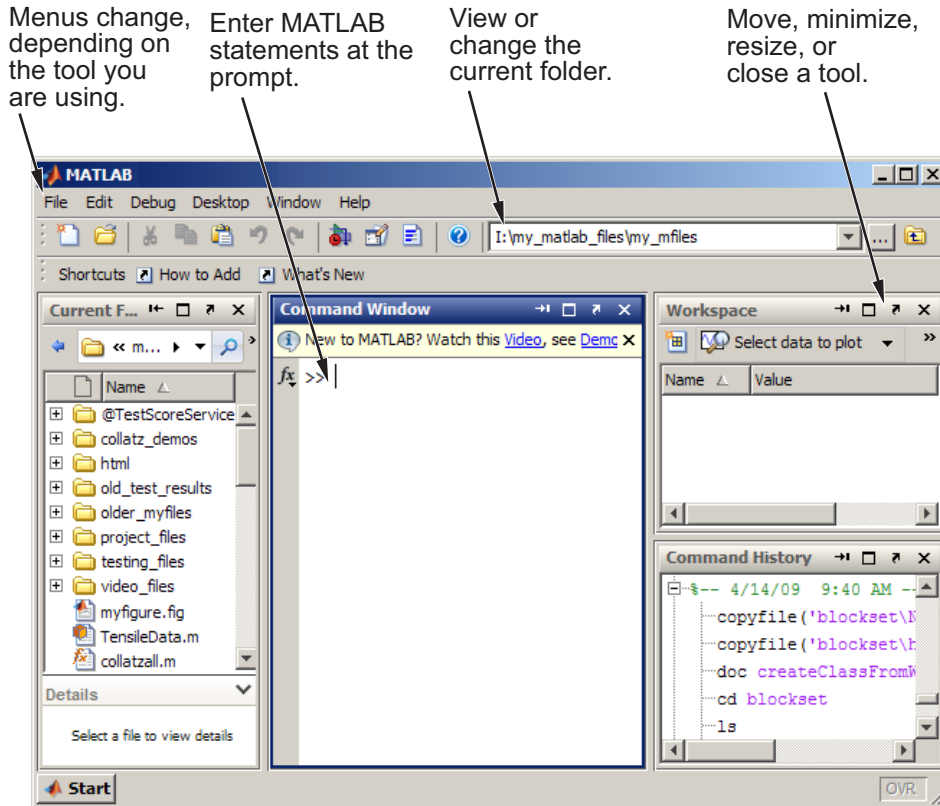 Menus change,
depending on
the tool you
are using.
Enter MATLAB
statements at the
prompt.
View or
change the
current folder.
Move, minimize,
resize, or
close a tool.
MATLAB
File Edit Debug Desktop Window Help
I:\my_matlab_files\my_mfiles
...
Shortcuts How to Add What's New
Current F...
« m...
Name
@TestScoreService
collatz_demos
html
old_test_results
older_myfiles
project_files
testing_files
video_files
myfigure.fig
TensileData.m
collatzall.m
Details
Select a file to view details
Command Window
New to MATLAB? Watch this Video, see Demo
fx >>
Workspace
Select data to plot »
Name Value
Command History
%-- 4/14/09 9:40 AM --
copyfile('blockset\
copyfile('blockset\h
doc createClassFromW
cd blockset
ls
Start
OVR